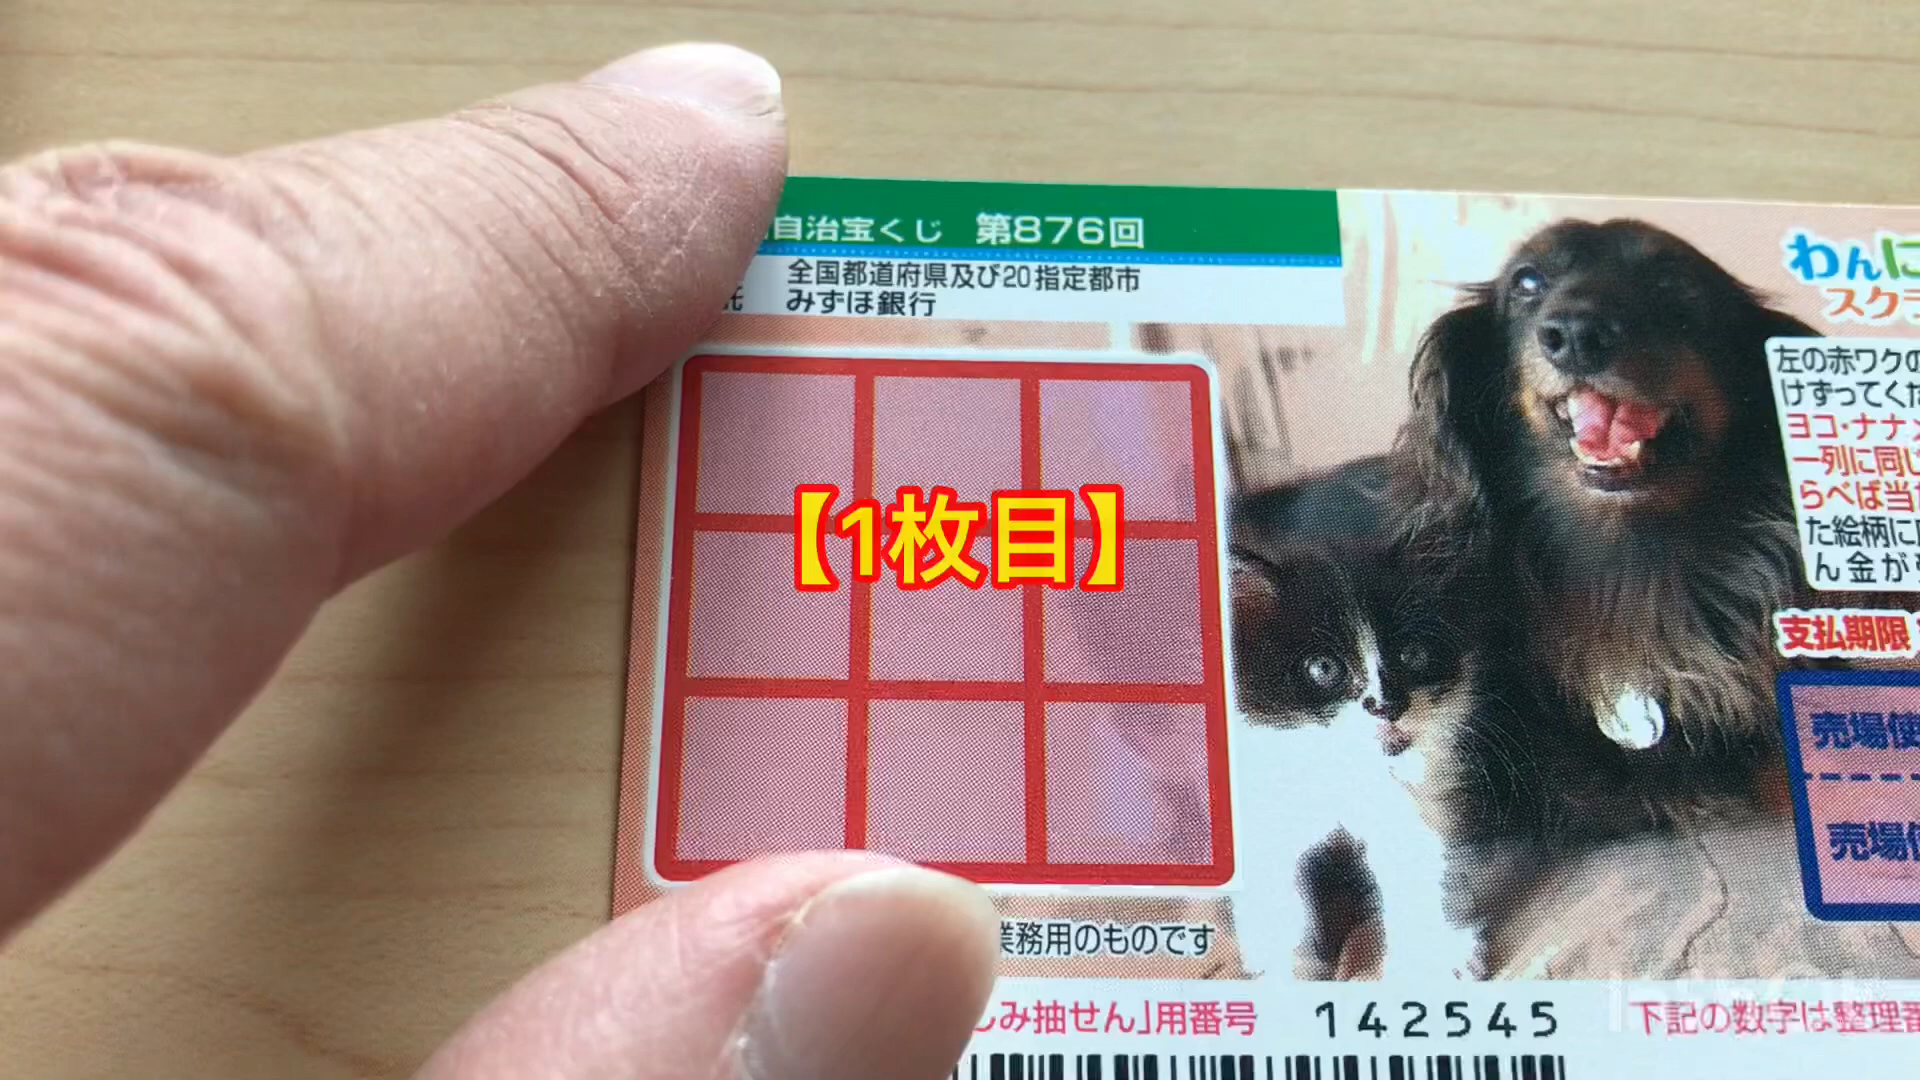 自治宝くじ 第876回
全国都道府県及び20指定都市
託 みずほ銀行
わんに
スクラ
左の赤ワクの
けずってくだ
ヨコ・ナナメ
一列に同じ
らべば当
た絵柄に
ん金が
【1枚目】
支払期限
売場使
売場使
業務用のものです
しみ抽せん」用番号 142545 下記の数字は整理番